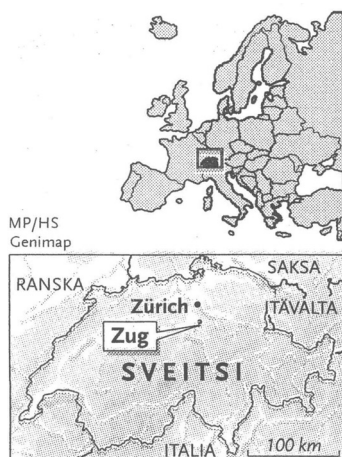 MP/HS
Genimap
SAKSA
RANSKA
Zürich
ITÄVALTA
Zug
SVEITSI
ITALIA
100 km